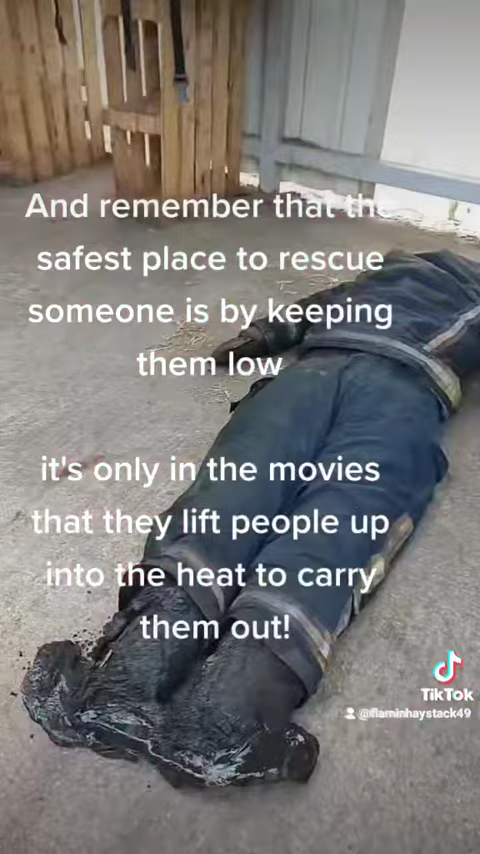 And remember that the
safest place to rescue
someone is by keeping
them low
it's only in the movies
that they lift people up
into the heat to carry
them out!
TikTok
@flaminhaystack49